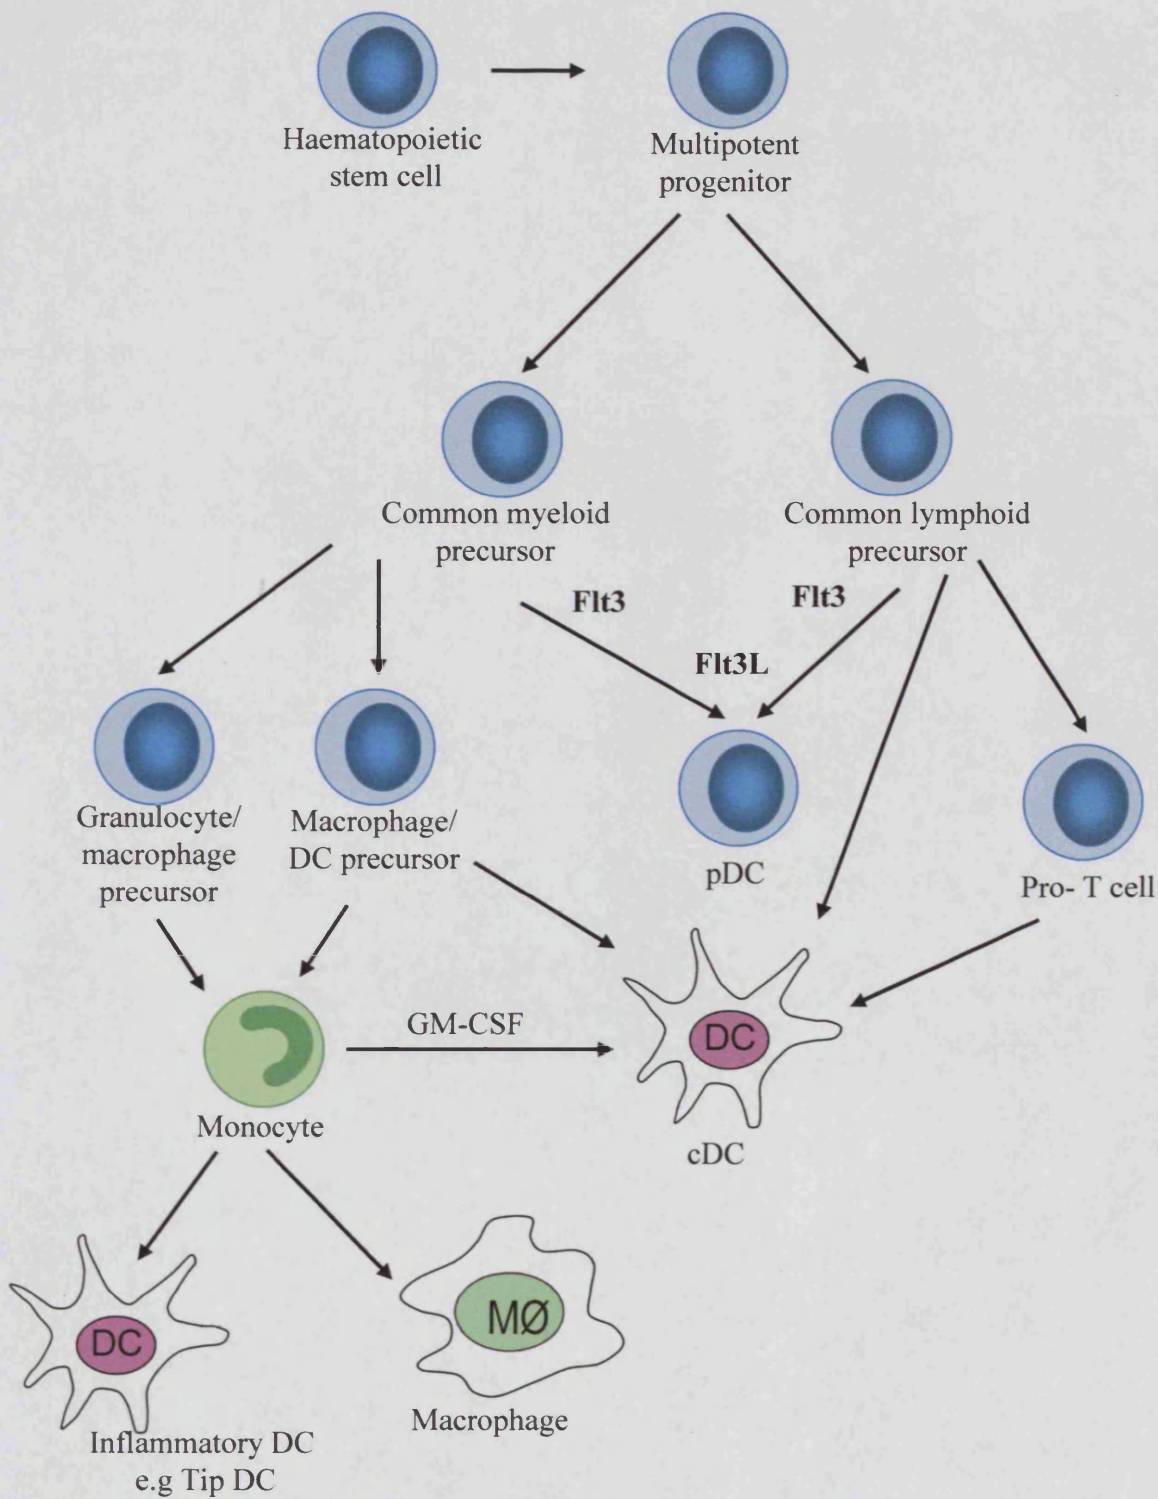 Haematopoietic
stem cell
Multipotent
progenitor
Common myeloid
precursor
Common lymphoid
precursor
Flt3
Flt3
Flt3L
Granulocyte/
macrophage
precursor
Macrophage/
DC precursor
pDC
Pro- T cell
GM-CSF
DC
Monocyte
cDC
DC
MØ
Inflammatory DC
e.g Tip DC
Macrophage